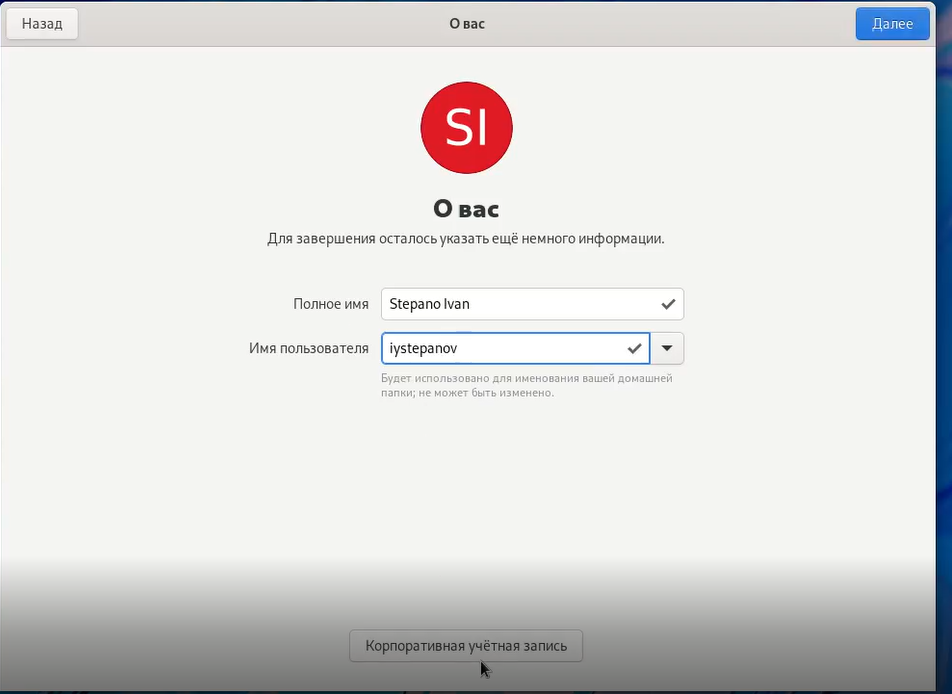 Назад
О вас
Далее
SI
О вас
Для завершения осталось указать ещё немного информации.
Полное имя
Stepano Ivan
Имя пользователя
iystepanov
Будет использовано для именования вашей домашней
папки; не может быть изменено.
Корпоративная учётная запись